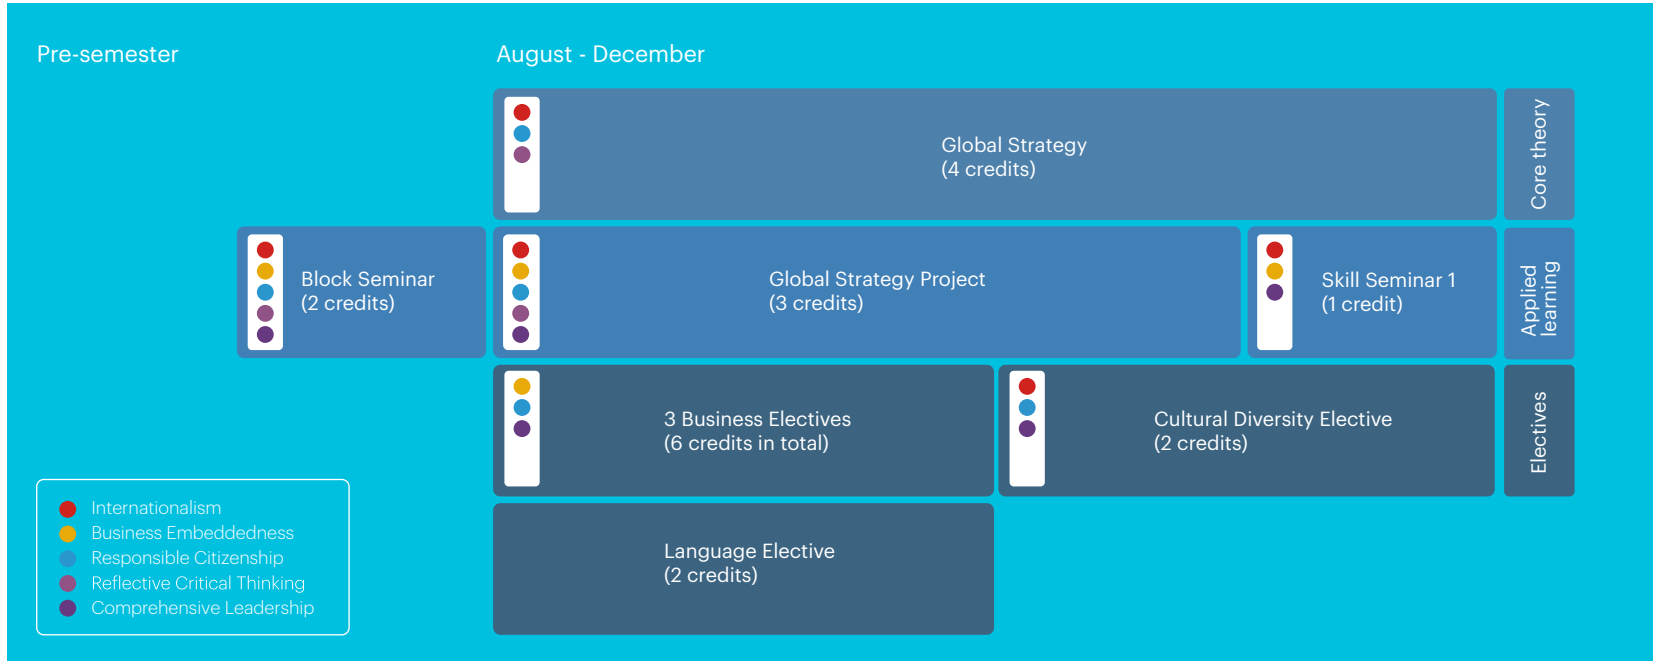 Pre-semester
August - December
Global Strategy
(4 credits)
Core theory
Block Seminar
(2 credits)
Global Strategy Project
(3 credits)
Skill Seminar 1
(1 credit)
Applied
learning
3 Business Electives
(6 credits in total)
Cultural Diversity Elective
(2 credits)
Electives
Language Elective
(2 credits)
Internationalism
Business Embeddedness
Responsible Citizenship
Reflective Critical Thinking
Comprehensive Leadership